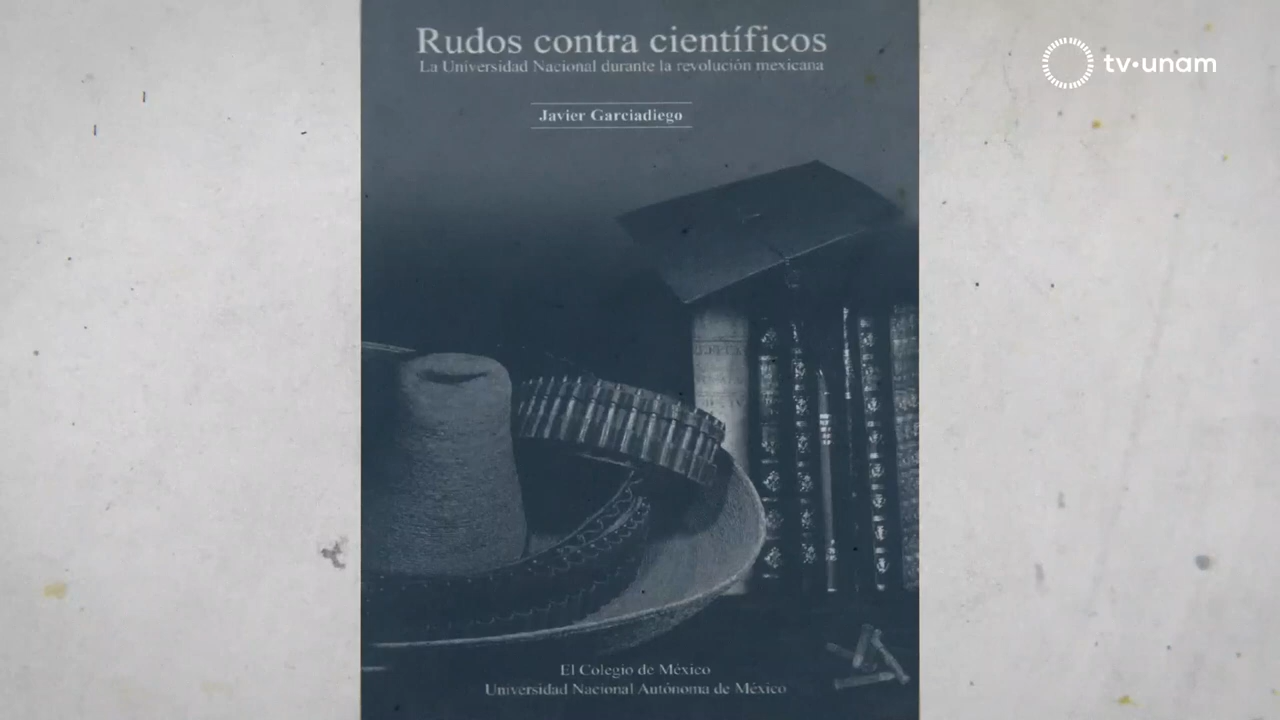 Rudos contra científicos
La Universidad Nacional durante la revolución mexicana
Javier Garciadiego
El Colegio de México
Universidad Nacional Autónoma de México
tv·unam